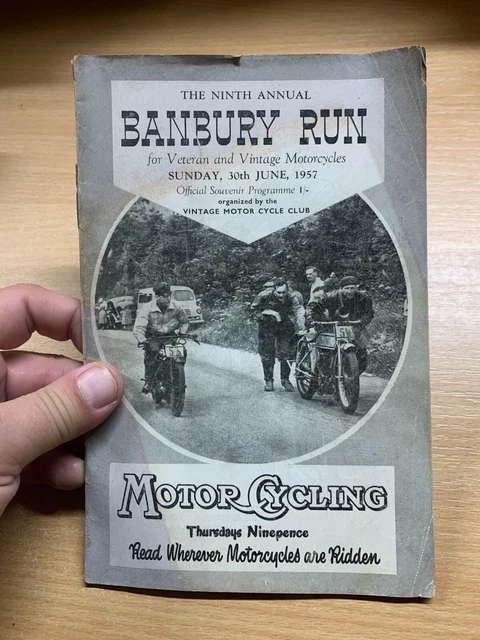 THE NINTH ANNUAL
BANBURY RUN
for Veteran and Vintage Motorcycles
SUNDAY, 30th JUNE, 1957
Official Souvenir Programme 1/-
organized by the
VINTAGE MOTOR CYCLE CLUB
MOTOR CYCLING
Thursdays Ninepence
Read Wherever Motorcycles are Ridden